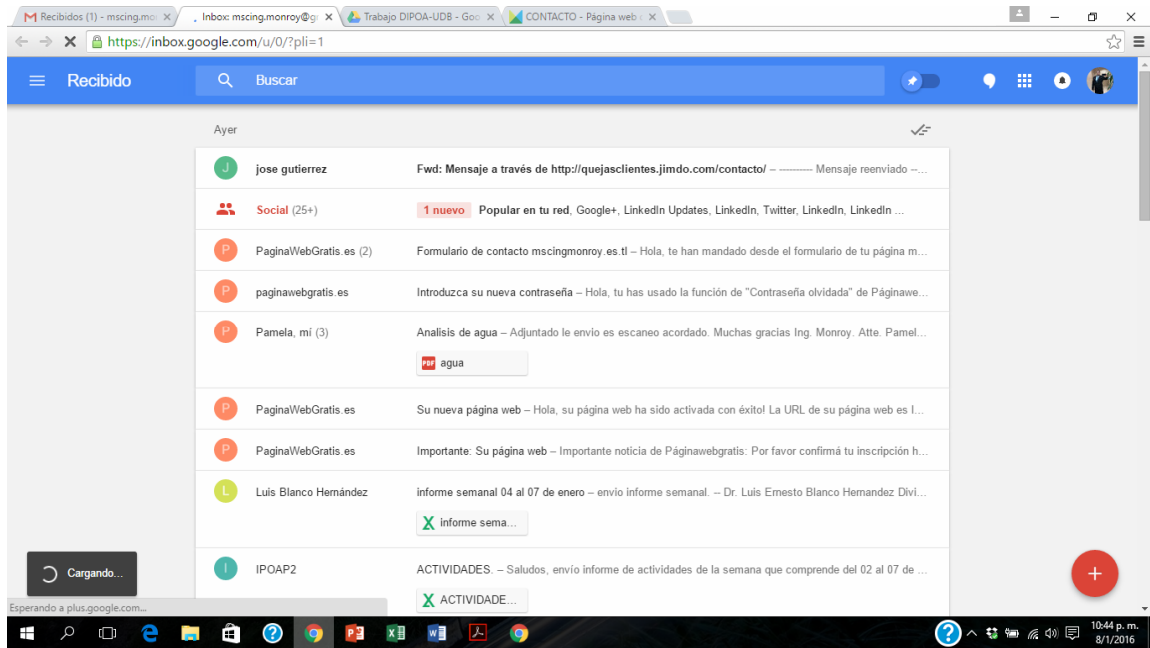 Recibidos (1) - mscing.mo
Inbox: mscing.monroy@g
Trabajo DIPOA-UDB - Goo
CONTACTO - Página web
https://inbox.google.com/u/0/?pli=1
Recibido
Buscar
Ayer
J jose gutierrez Fwd: Mensaje a través de http://quejasclientes.jimdo.com/contacto/ – ---------- Mensaje reenviado --...
Social (25+) 1 nuevo Popular en tu red, Google+, LinkedIn Updates, LinkedIn, Twitter, LinkedIn, LinkedIn ...
P PaginaWebGratis.es (2) Formulario de contacto mscingmonroy.es.tl – Hola, te han mandado desde el formulario de tu página m...
P paginawebgratis.es Introduzca su nueva contraseña – Hola, tu has usado la función de "Contraseña olvidada" de Páginawe...
P Pamela, mí (3) Analisis de agua – Adjuntado le envio es escaneo acordado. Muchas gracias Ing. Monroy. Atte. Pamel...
PDF agua
P PaginaWebGratis.es Su nueva página web – Hola, su página web ha sido activada con éxito! La URL de su página web es l...
P PaginaWebGratis.es Importante: Su página web – Importante noticia de Páginawebgratis: Por favor confirmá tu inscripción h...
L Luis Blanco Hernández informe semanal 04 al 07 de enero – envio informe semanal. – Dr. Luis Ernesto Blanco Hernandez Divi...
X informe sema...
I IPOAP2 ACTIVIDADES. – Saludos, envío informe de actividades de la semana que comprende del 02 al 07 de ...
X ACTIVIDADE...
Cargando...
Esperando a plus.google.com...
10:44 p. m.
8/1/2016